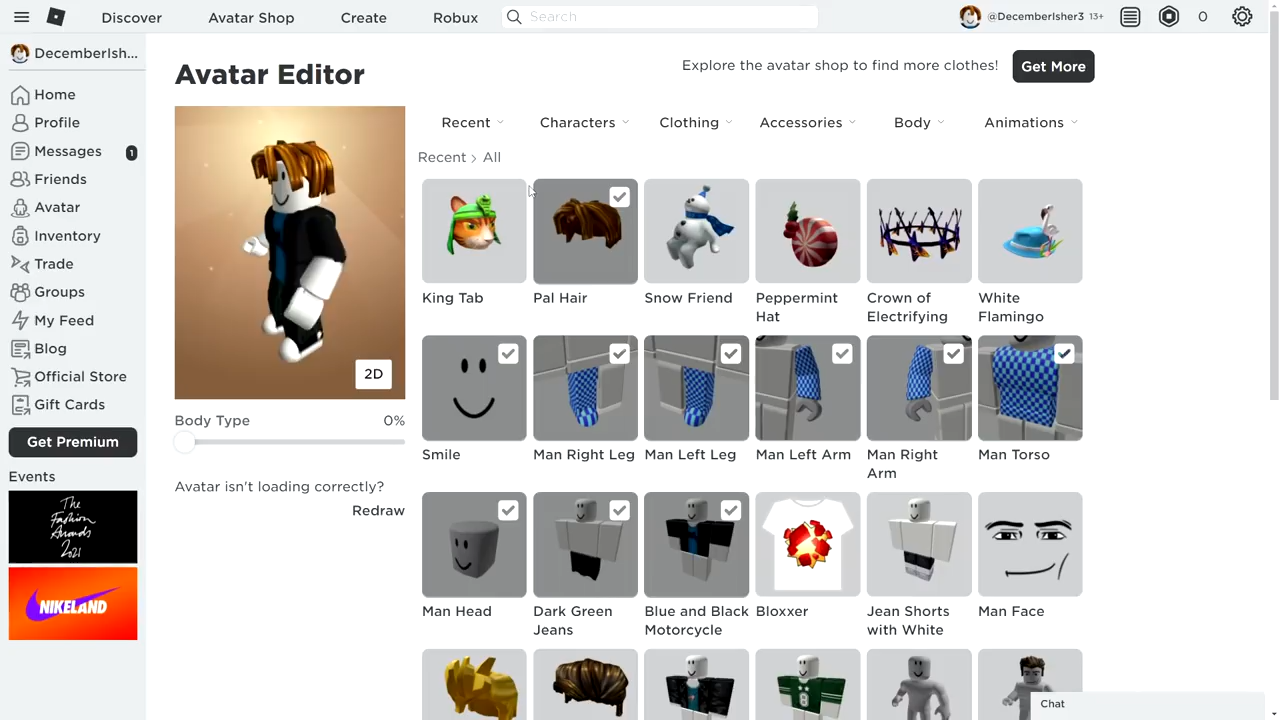 Discover
Avatar Shop
Create
Robux
Search
@DecemberIsher3 13+
0
DecemberIsh...
Home
Profile
Messages 1
Friends
Avatar
Inventory
Trade
Groups
My Feed
Blog
Official Store
Gift Cards
Get Premium
Events
The
Fashion
Awards
2021
NIKELAND
Avatar Editor
Explore the avatar shop to find more clothes!
Get More
2D
Body Type 0%
Avatar isn't loading correctly?
Redraw
Recent
Characters
Clothing
Accessories
Body
Animations
Recent > All
King Tab
Pal Hair
Snow Friend
Peppermint
Hat
Crown of
Electrifying
White
Flamingo
Smile
Man Right Leg
Man Left Leg
Man Left Arm
Man Right
Arm
Man Torso
Man Head
Dark Green
Jeans
Blue and Black
Motorcycle
Bloxxer
Jean Shorts
with White
Man Face
8
Chat